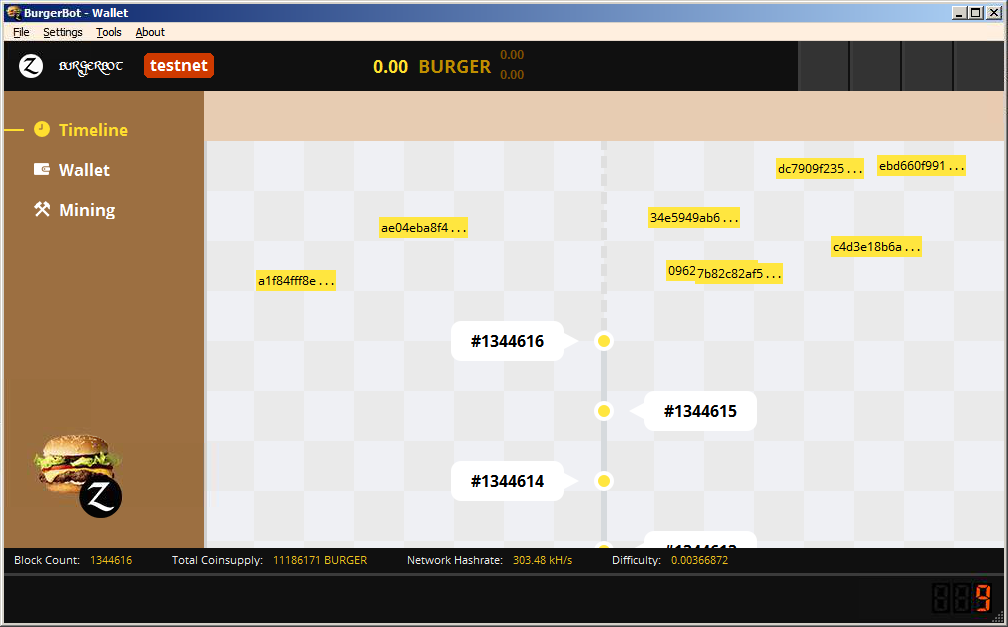 BurgerBot - Wallet
File Settings Tools About
Z BURGERBOT testnet 0.00 BURGER 0.00
0.00
Timeline
Wallet
Mining
dc7909f235 ... ebd660f991 ...
34e5949ab6 ...
ae04eba8f4 ...
c4d3e18b6a ...
0962
7b82c82af5 ...
a1f84fff8e ...
#1344616
#1344615
#1344614
Z
Block Count: 1344616 Total Coinsupply: 11186171 BURGER Network Hashrate: 303.48 kH/s Difficulty: 0.00366872
9